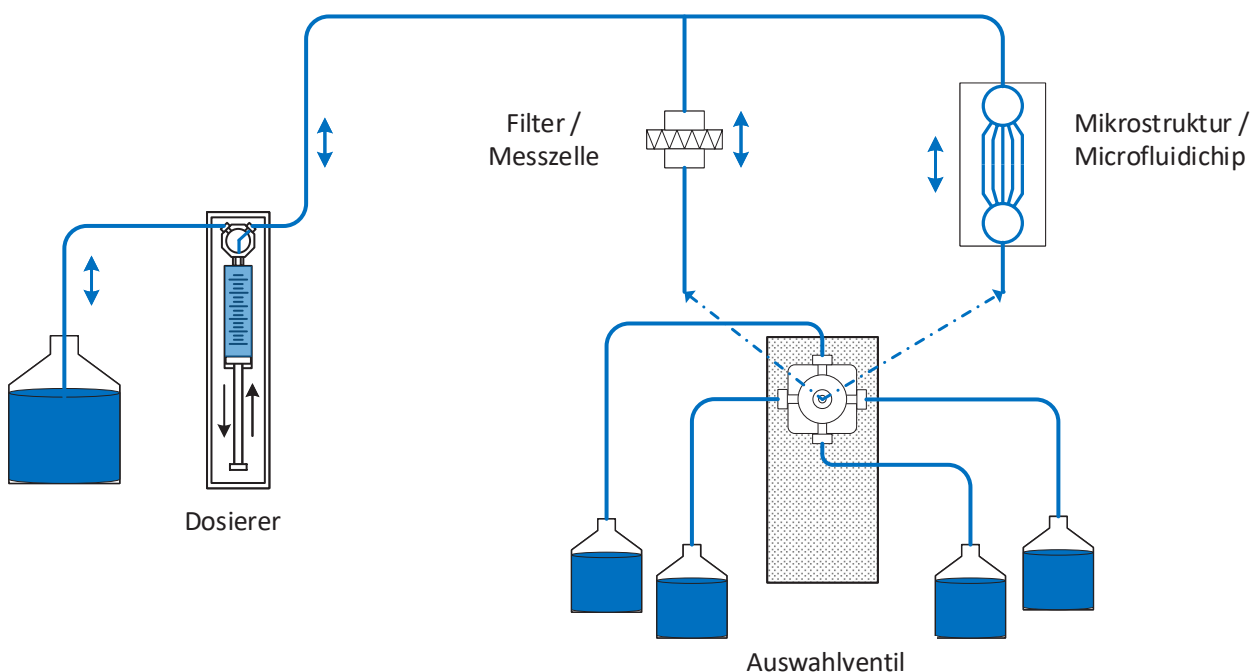 Filter /
Messzelle
Mikrostruktur /
Microfluidichip
Dosierer
Auswahlventil